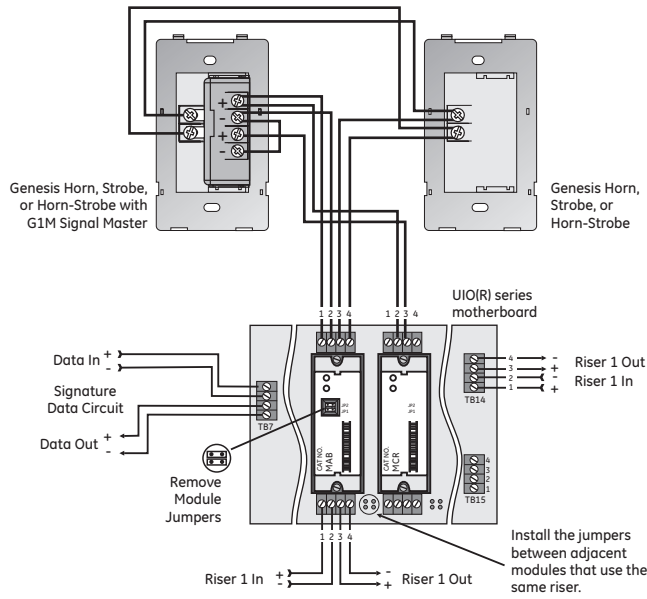 +
-
+
-
Genesis Horn, Strobe,
or Horn-Strobe with
G1M Signal Master
Genesis Horn,
Strobe, or
Horn-Strobe
1 2 3 4
1 2 3 4
UIO(R) series
motherboard
Data In + -
Signature
Data Circuit
Data Out + -
TB7
JP2
JP1
CAT NO.
MAB
JP2
JP1
CAT NO.
MCR
4 -
3 +
2 -
1 +
Riser 1 Out
Riser 1 In
TB14
4
3
2
1
TB15
Remove
Module
Jumpers
1 2 3 4
Riser 1 In + -
- + Riser 1 Out
Install the jumpers
between adjacent
modules that use the
same riser.